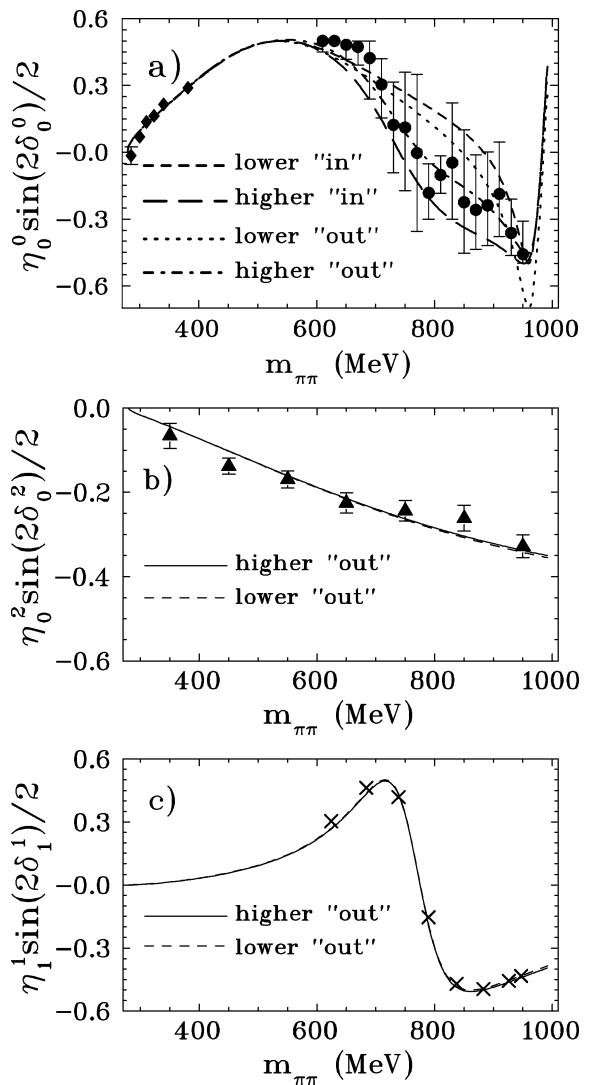 0.6
a)
0.3
−0.0
−0.3
−0.6
η₀⁰sin(2δ₀⁰)/2
lower "in"
higher "in"
lower "out"
higher "out"
400 600 800 1000
m_ππ (MeV)
0.0
−0.2
−0.4
−0.6
η₀²sin(2δ₀²)/2
b)
higher "out"
lower "out"
400 600 800 1000
m_ππ (MeV)
0.6
c)
0.3
−0.0
−0.3
−0.6
η₁¹sin(2δ₁¹)/2
higher "out"
lower "out"
400 600 800 1000
m_ππ (MeV)